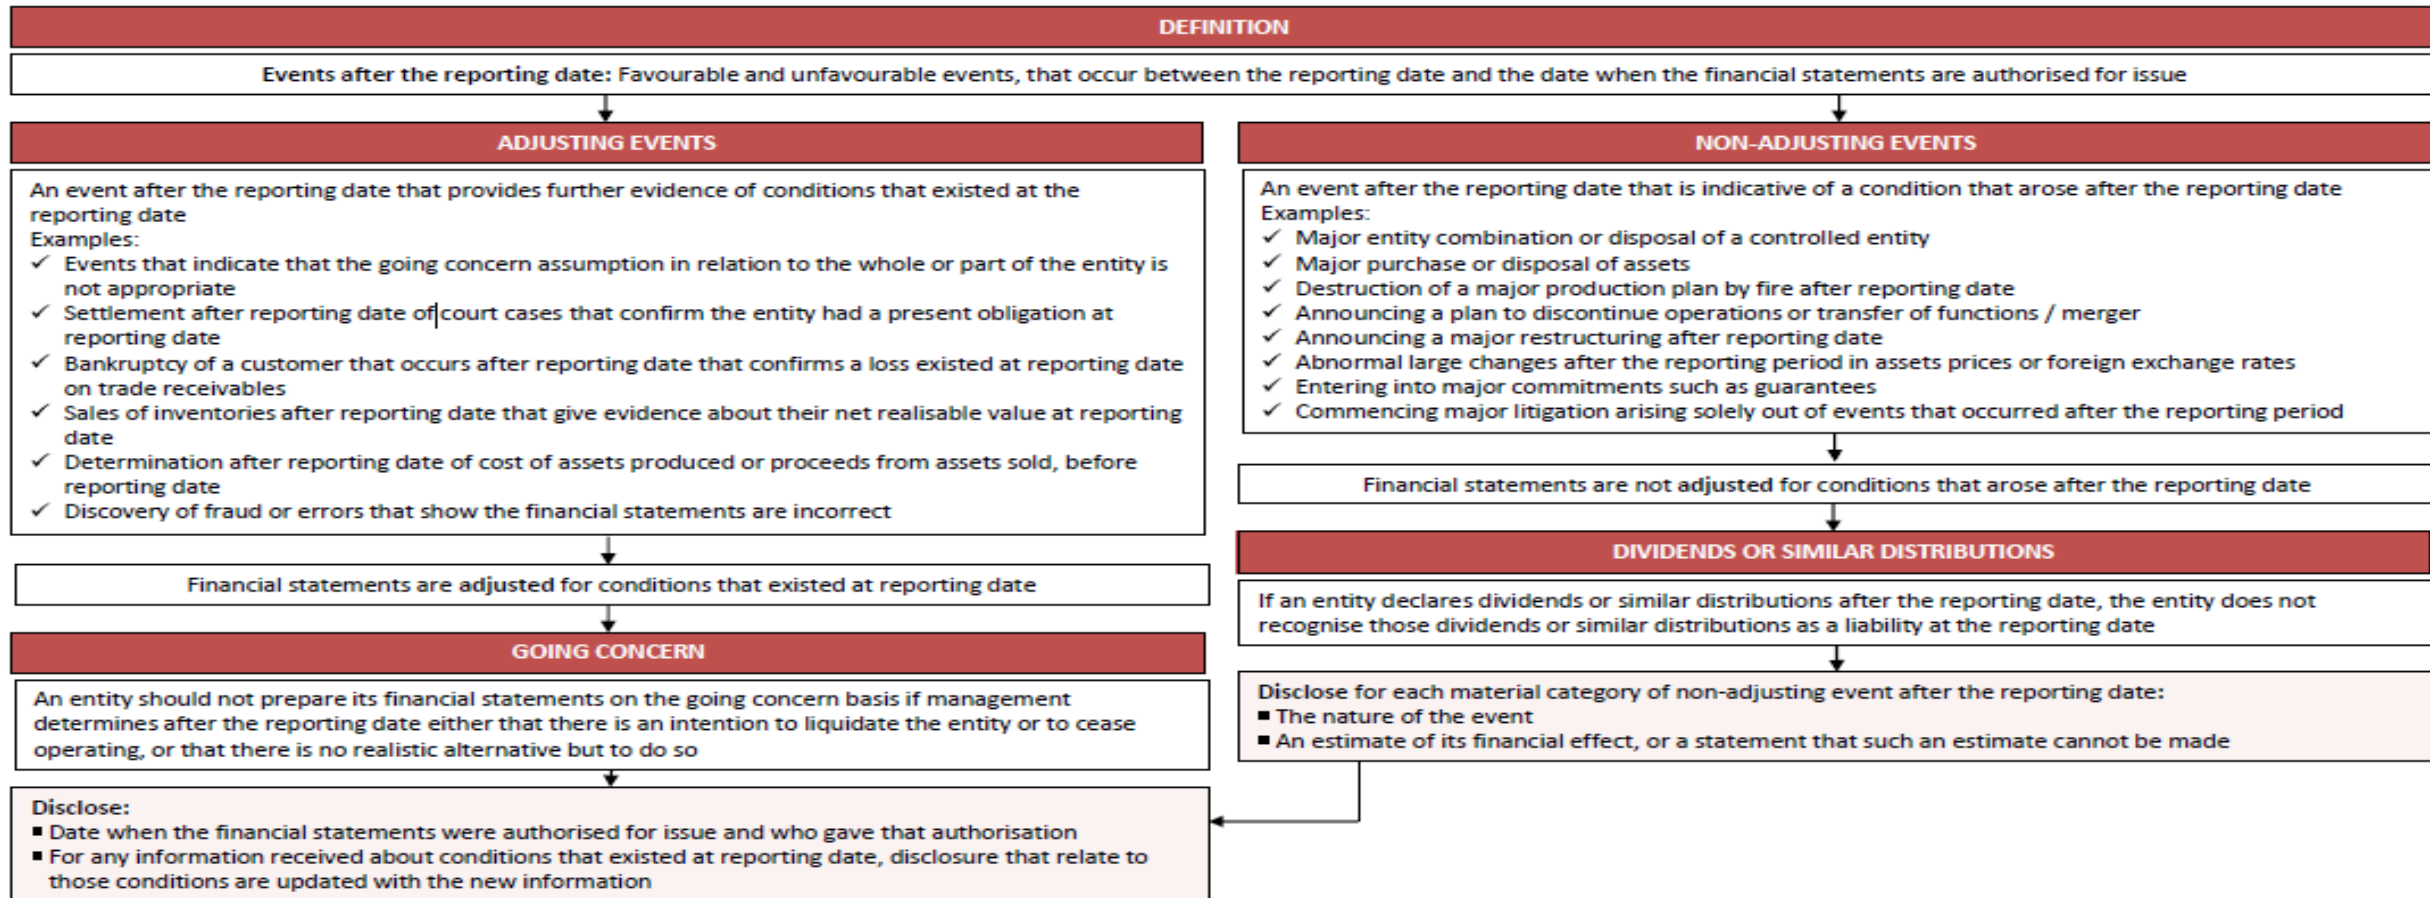 DEFINITION
Events after the reporting date: Favourable and unfavourable events, that occur between the reporting date and the date when the financial statements are authorised for issue
ADJUSTING EVENTS
An event after the reporting date that provides further evidence of conditions that existed at the
reporting date
Examples:
✓ Events that indicate that the going concern assumption in relation to the whole or part of the entity is
not appropriate
✓ Settlement after reporting date of court cases that confirm the entity had a present obligation at
reporting date
✓ Bankruptcy of a customer that occurs after reporting date that confirms a loss existed at reporting date
on trade receivables
✓ Sales of inventories after reporting date that give evidence about their net realisable value at reporting
date
✓ Determination after reporting date of cost of assets produced or proceeds from assets sold, before
reporting date
✓ Discovery of fraud or errors that show the financial statements are incorrect
Financial statements are adjusted for conditions that existed at reporting date
GOING CONCERN
An entity should not prepare its financial statements on the going concern basis if management
determines after the reporting date either that there is an intention to liquidate the entity or to cease
operating, or that there is no realistic alternative but to do so
Disclose:
▪ Date when the financial statements were authorised for issue and who gave that authorisation
▪ For any information received about conditions that existed at reporting date, disclosure that relate to
those conditions are updated with the new information
NON-ADJUSTING EVENTS
An event after the reporting date that is indicative of a condition that arose after the reporting date
Examples:
✓ Major entity combination or disposal of a controlled entity
✓ Major purchase or disposal of assets
✓ Destruction of a major production plan by fire after reporting date
✓ Announcing a plan to discontinue operations or transfer of functions / merger
✓ Announcing a major restructuring after reporting date
✓ Abnormal large changes after the reporting period in assets prices or foreign exchange rates
✓ Entering into major commitments such as guarantees
✓ Commencing major litigation arising solely out of events that occurred after the reporting period
Financial statements are not adjusted for conditions that arose after the reporting date
DIVIDENDS OR SIMILAR DISTRIBUTIONS
If an entity declares dividends or similar distributions after the reporting date, the entity does not
recognise those dividends or similar distributions as a liability at the reporting date
Disclose for each material category of non-adjusting event after the reporting date:
▪ The nature of the event
▪ An estimate of its financial effect, or a statement that such an estimate cannot be made